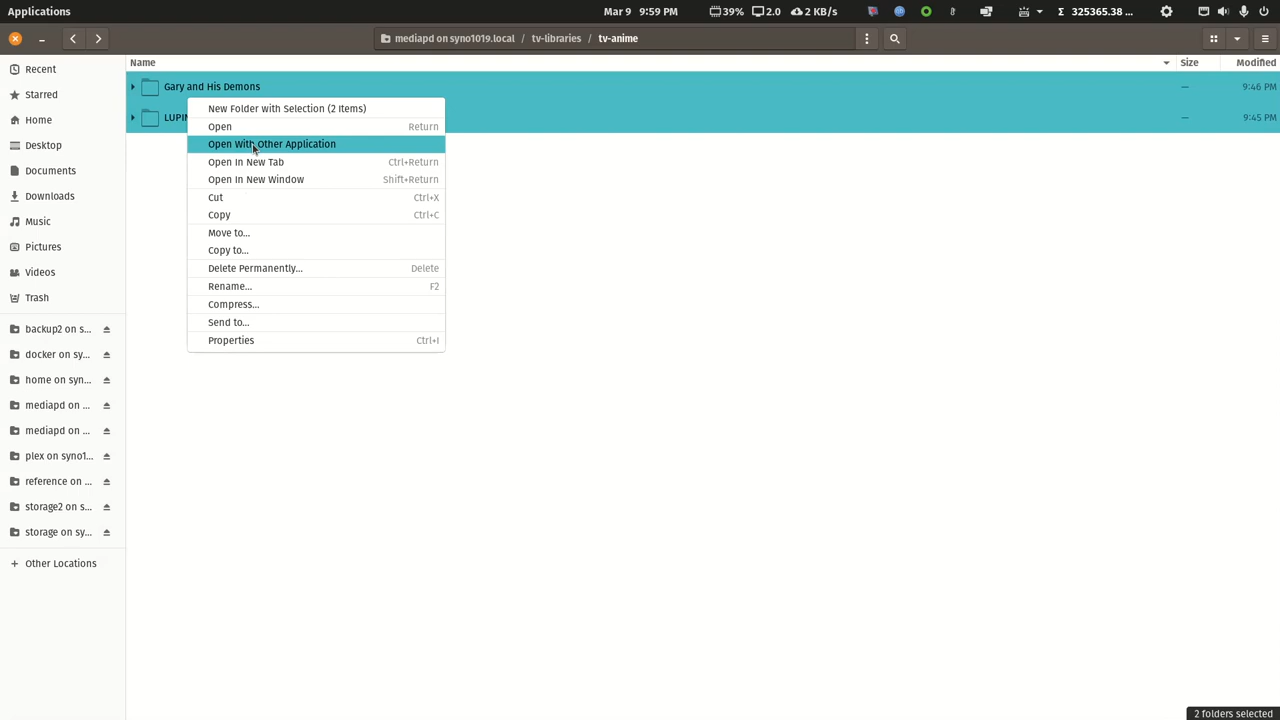 Applications
Mar 9 9:59 PM
39%
2.0
2 KB/s
Σ 325365.38 ...
mediapd on syno1019.local / tv-libraries / tv-anime
Name Size Modified
Recent
Starred
Home
Desktop
Documents
Downloads
Music
Pictures
Videos
Trash
backup2 on s...
docker on sy...
home on syn...
mediapd on ...
mediapd on ...
plex on syno1...
reference on ...
storage2 on s...
storage on sy...
+ Other Locations
Gary and His Demons — 9:46 PM
LUPIN — 9:45 PM
New Folder with Selection (2 Items)
Open Return
Open With Other Application
Open In New Tab Ctrl+Return
Open In New Window Shift+Return
Cut Ctrl+X
Copy Ctrl+C
Move to...
Copy to...
Delete Permanently... Delete
Rename... F2
Compress...
Send to...
Properties Ctrl+I
2 folders selected